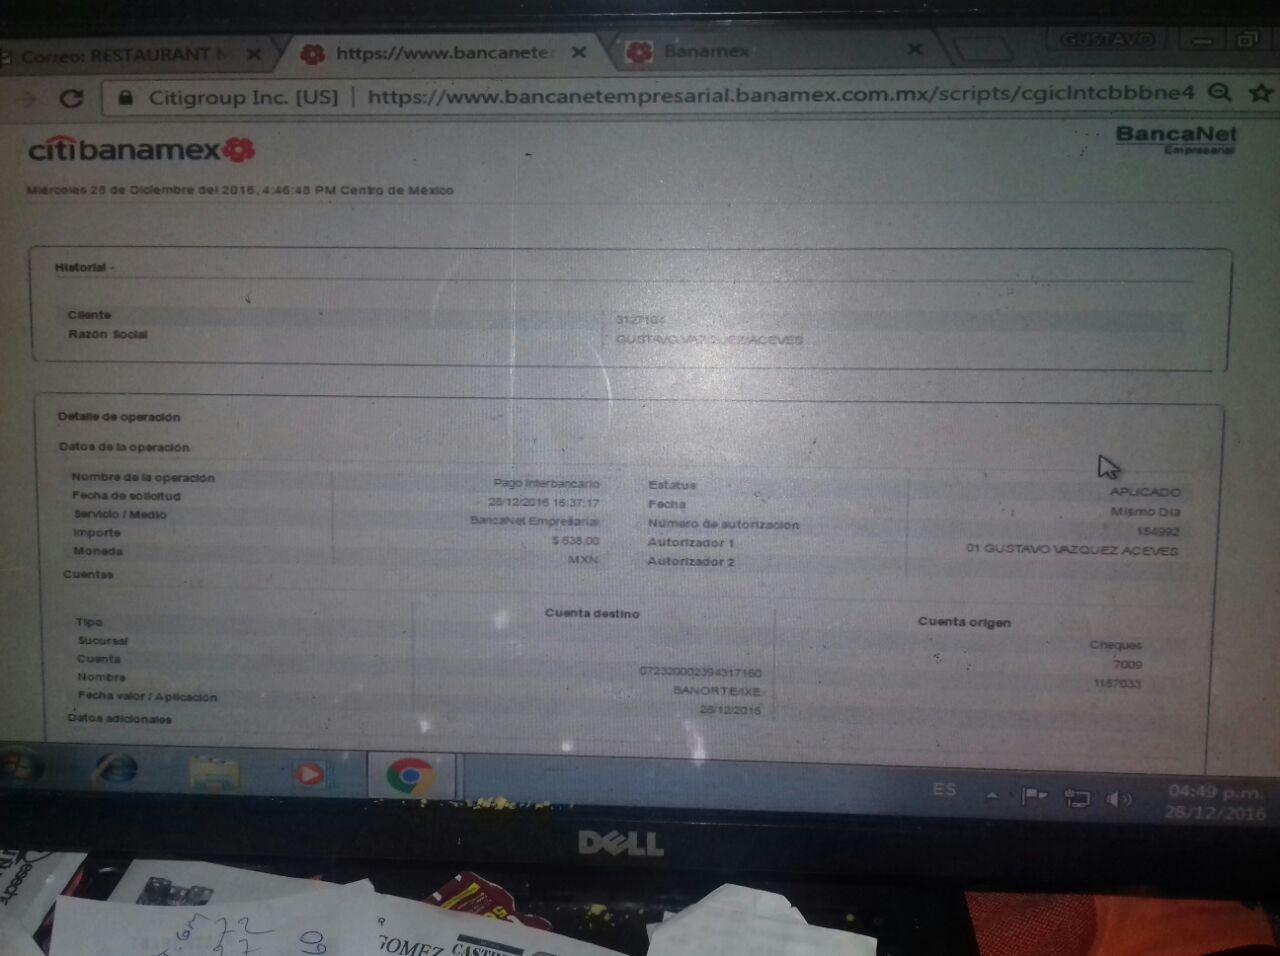 Correo: RESTAURANT M
https://www.bancanete
Banamex
GUSTAVO
Citigroup Inc. [US] | https://www.bancanetempresarial.banamex.com.mx/scripts/cgiclntcbbbne4
citibanamex
BancaNet
Empresarial
Miércoles 28 de Diciembre del 2016, 4:46:48 PM Centro de México
Historial -
Cliente
Razón Social
GUSTAVO,VAZQUEZ/ACEVES
Detalle de operación
Datos de la operación
Nombre de la operación Pago Interbancario Estatus APLICADO
Fecha de solicitud 28/12/2016 16:37:17 Fecha Mismo Día
Servicio / Medio BancaNet Empresarial Número de autorización 154992
Importe $ 638.00 Autorizador 1 01 GUSTAVO VAZQUEZ ACEVES
Moneda MXN Autorizador 2
Cuentas
Cuenta destino Cuenta origen
Tipo Cheques
Sucursal 7009
Cuenta 072320002394317160 1187033
Nombre BANORTE/IXE
Fecha valor / Aplicación 28/12/2016
Datos adicionales
ES 04:49 p.m.
28/12/2016
DELL
72
GOMEZ